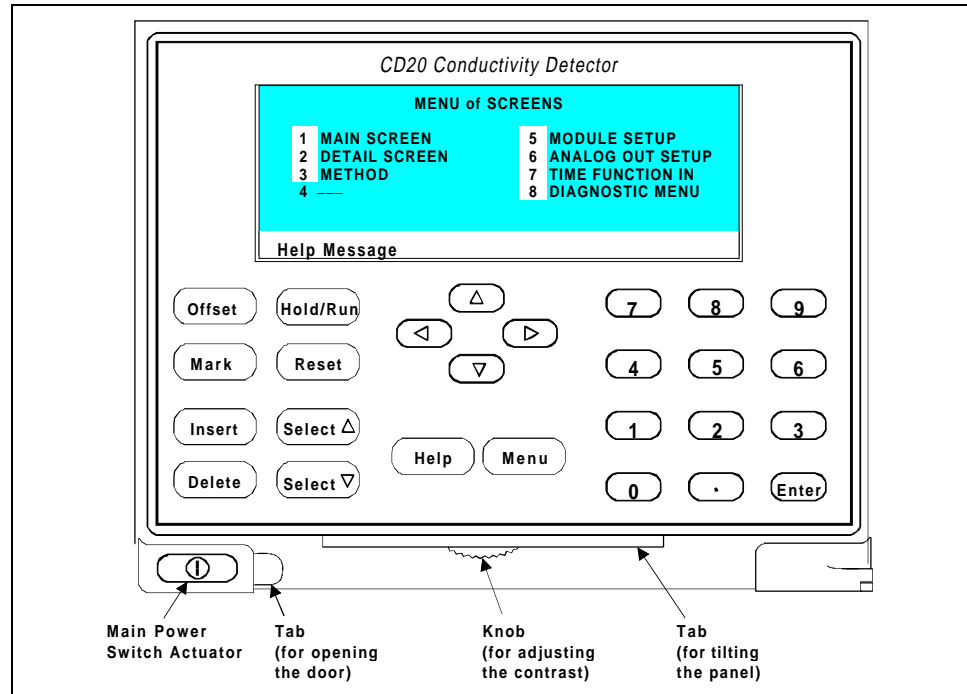 CD20 Conductivity Detector
MENU of SCREENS
1 MAIN SCREEN
2 DETAIL SCREEN
3 METHOD
4 ---
5 MODULE SETUP
6 ANALOG OUT SETUP
7 TIME FUNCTION IN
8 DIAGNOSTIC MENU
Help Message
Offset
Hold/Run
Mark
Reset
Insert
Select △
Delete
Select ▽
Help
Menu
7 8 9
4 5 6
1 2 3
0 . Enter
Main Power
Switch Actuator
Tab
(for opening
the door)
Knob
(for adjusting
the contrast)
Tab
(for tilting
the panel)